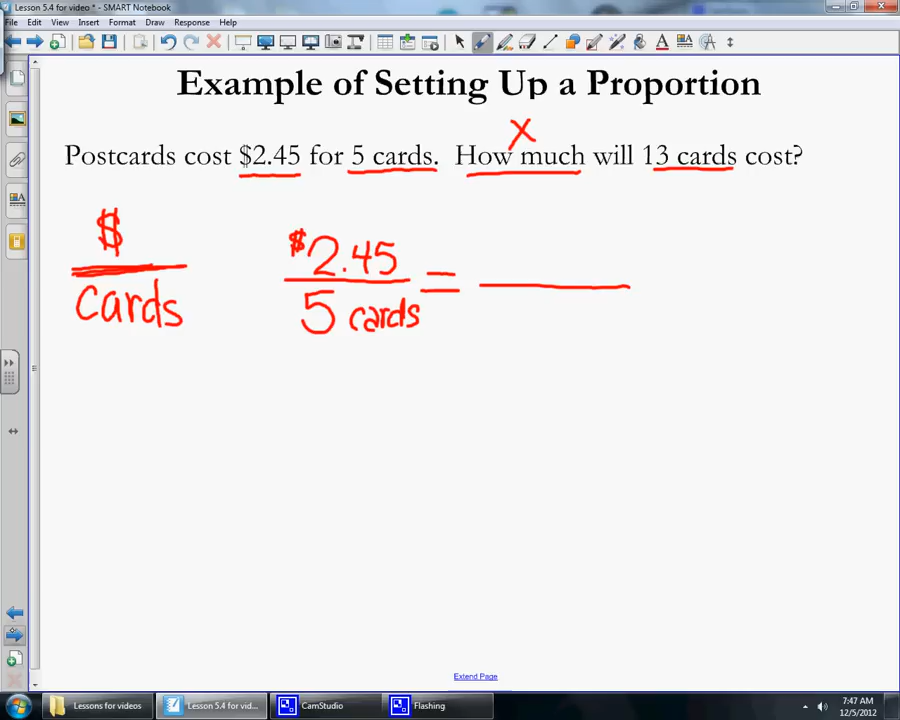 Lesson 5.4 for video * - SMART Notebook
File Edit View Insert Format Draw Response Help
Example of Setting Up a Proportion
X
Postcards cost $2.45 for 5 cards. How much will 13 cards cost?
$
cards
$2.45
5 cards
=
Extend Page
Lessons for videos
Lesson 5.4 for vid...
CamStudio
Flashing
7:47 AM
12/5/2012